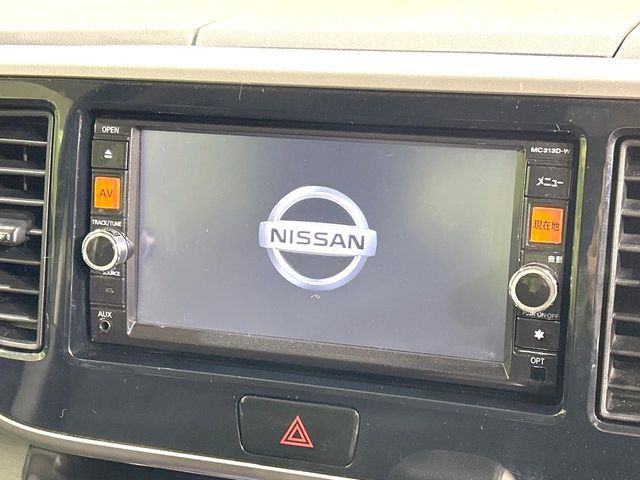 OPEN
MC313D-W
メニュー
AV
TRACK/TUNE
現在地
音量
NISSAN
PUSH SOURCE
PUSH ON-OFF
AUX
OPT